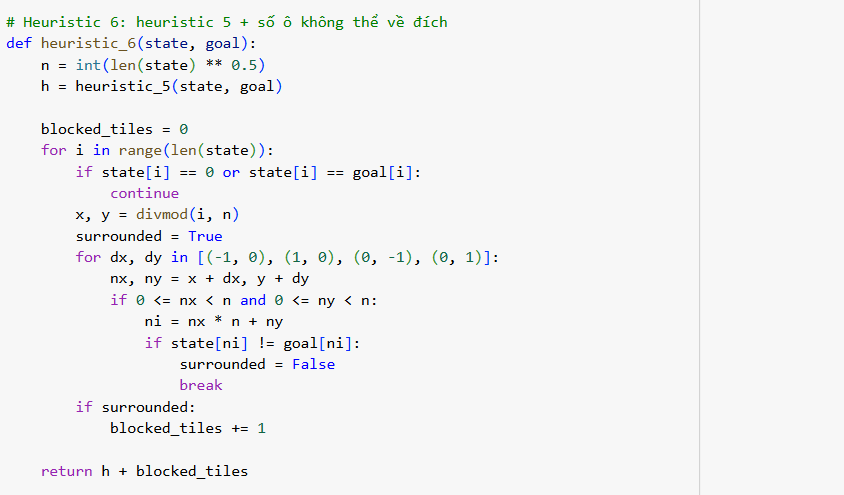 # Heuristic 6: heuristic 5 + số ô không thể về đích
def heuristic_6(state, goal):
    n = int(len(state) ** 0.5)
    h = heuristic_5(state, goal)

    blocked_tiles = 0
    for i in range(len(state)):
        if state[i] == 0 or state[i] == goal[i]:
            continue
        x, y = divmod(i, n)
        surrounded = True
        for dx, dy in [(-1, 0), (1, 0), (0, -1), (0, 1)]:
            nx, ny = x + dx, y + dy
            if 0 <= nx < n and 0 <= ny < n:
                ni = nx * n + ny
                if state[ni] != goal[ni]:
                    surrounded = False
                    break
        if surrounded:
            blocked_tiles += 1

    return h + blocked_tiles